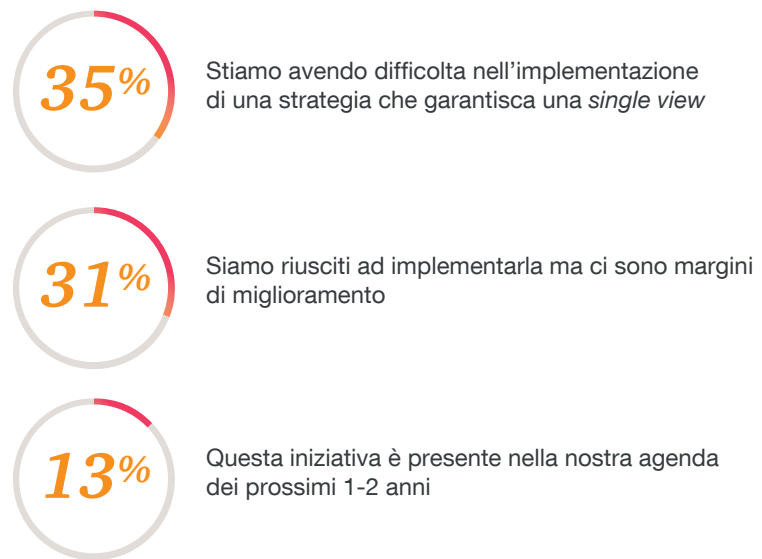 35%
Stiamo avendo difficolta nell’implementazione
di una strategia che garantisca una single view
31%
Siamo riusciti ad implementarla ma ci sono margini
di miglioramento
13%
Questa iniziativa è presente nella nostra agenda
dei prossimi 1-2 anni